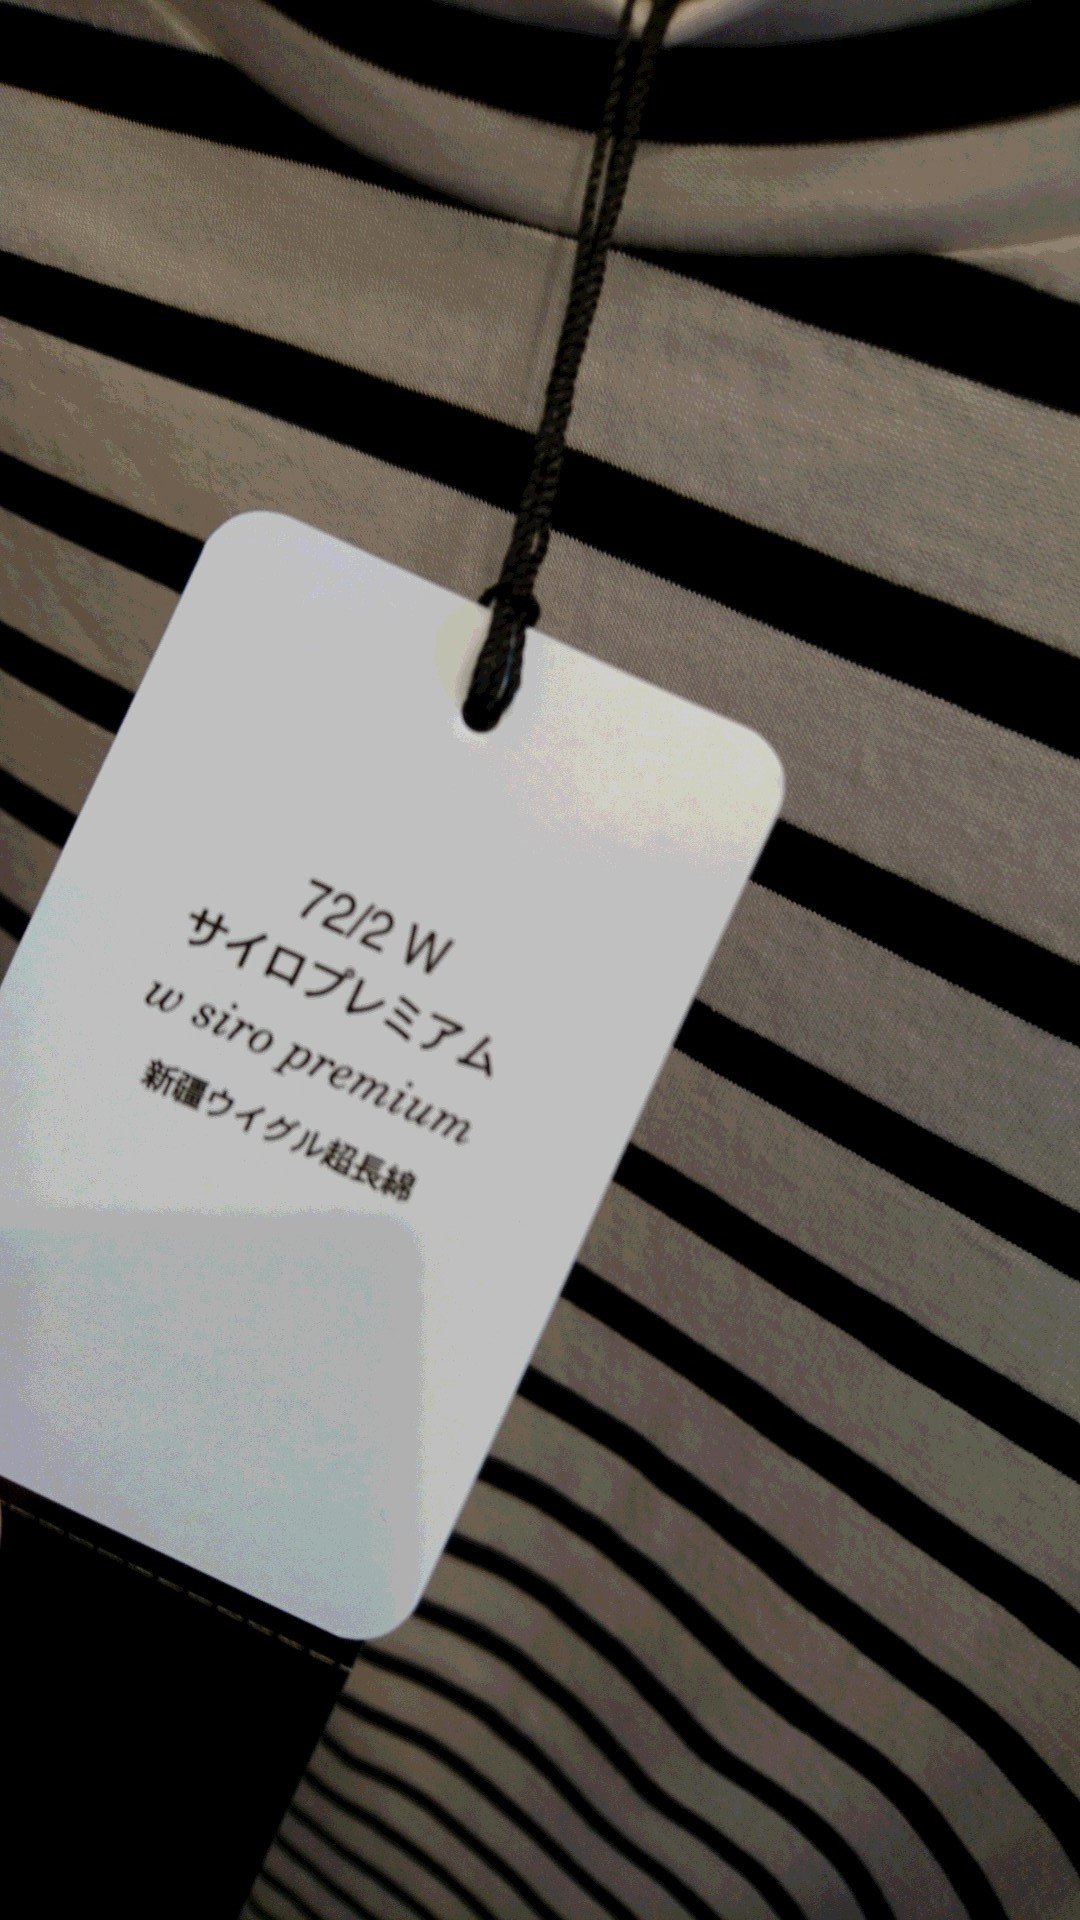 72/2 W
サイロプレミアム
w siro premium
新疆ウイグル超長綿